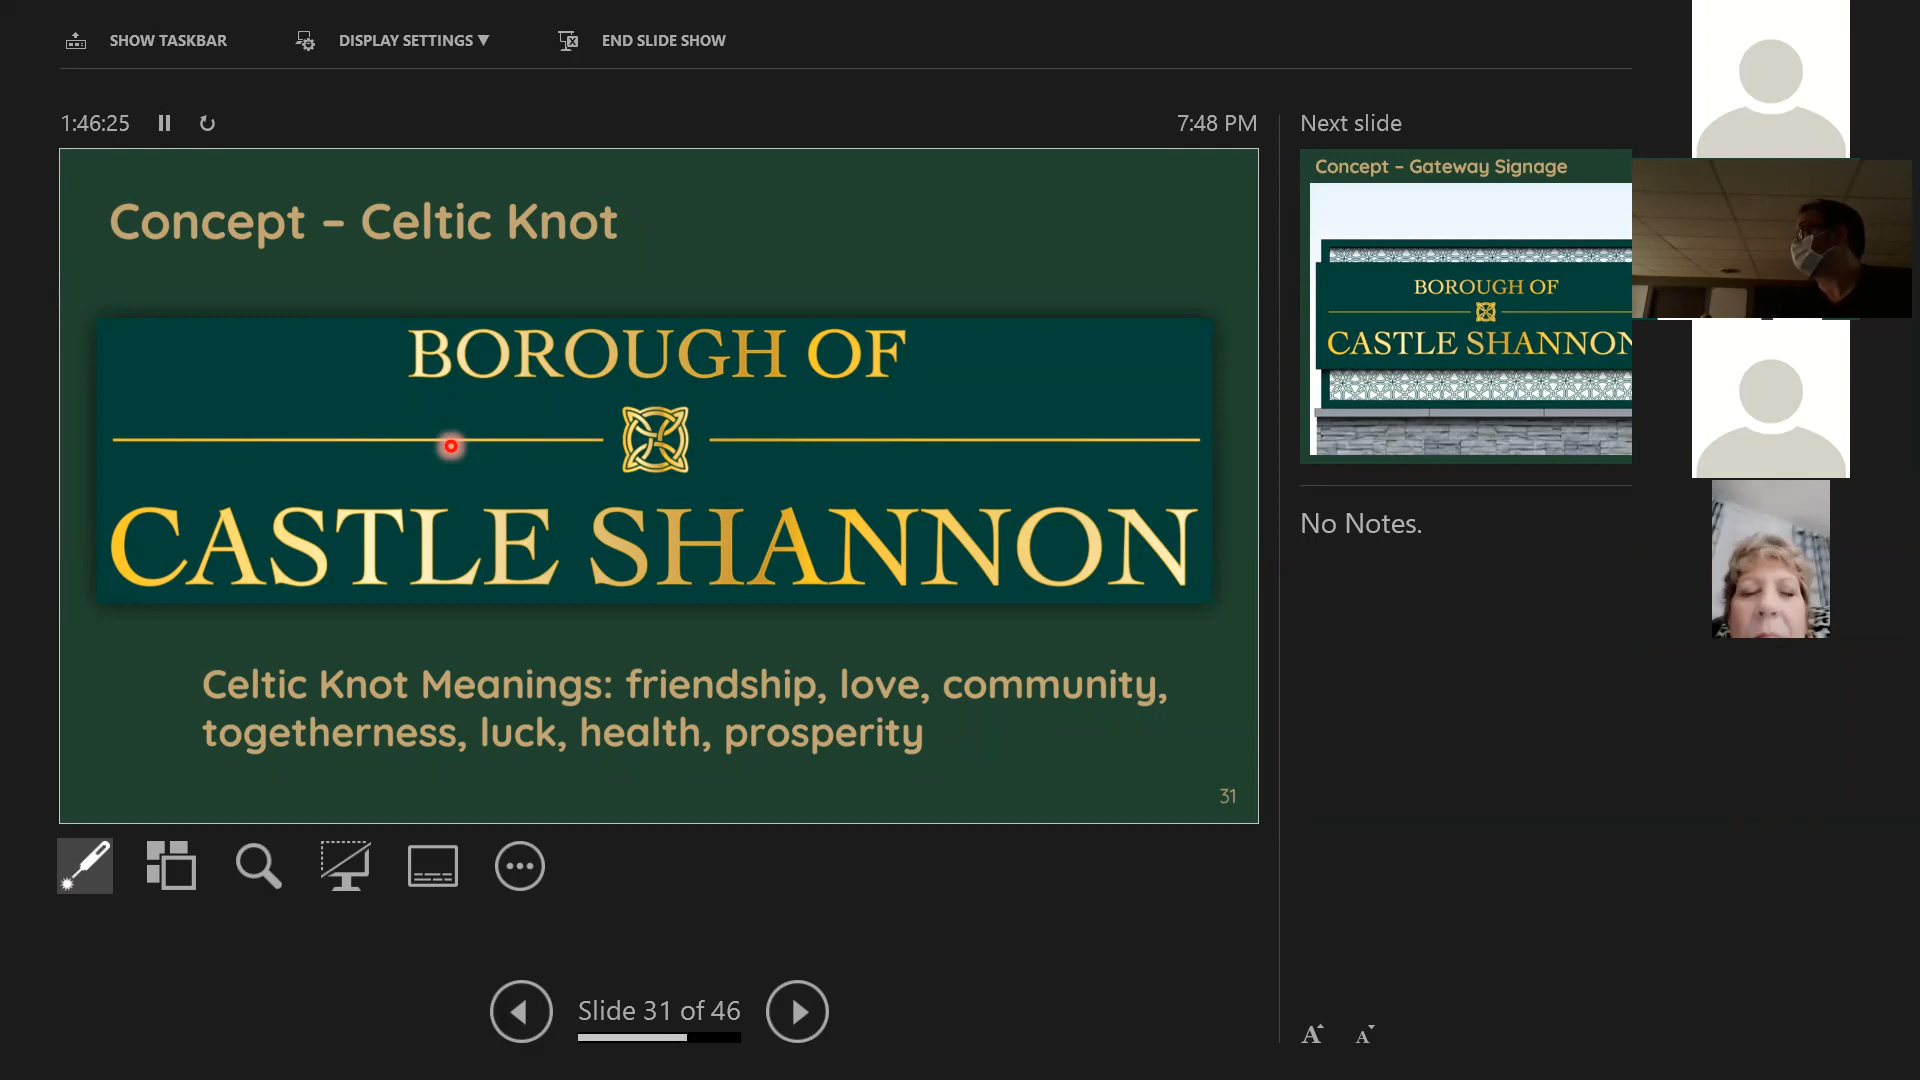 SHOW TASKBAR
DISPLAY SETTINGS ▼
END SLIDE SHOW
1:46:25
7:48 PM
Concept – Celtic Knot
BOROUGH OF
CASTLE SHANNON
Celtic Knot Meanings: friendship, love, community,
togetherness, luck, health, prosperity
31
Slide 31 of 46
Next slide
Concept – Gateway Signage
BOROUGH OF
CASTLE SHANNON
No Notes.
A A